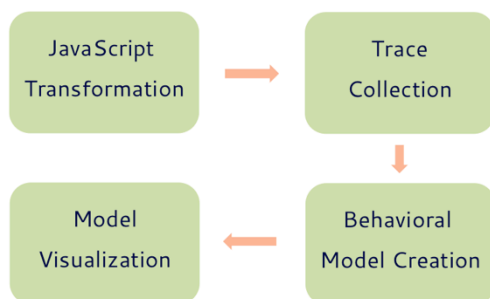 JavaScript
Transformation
Trace
Collection
Behavioral
Model Creation
Model
Visualization